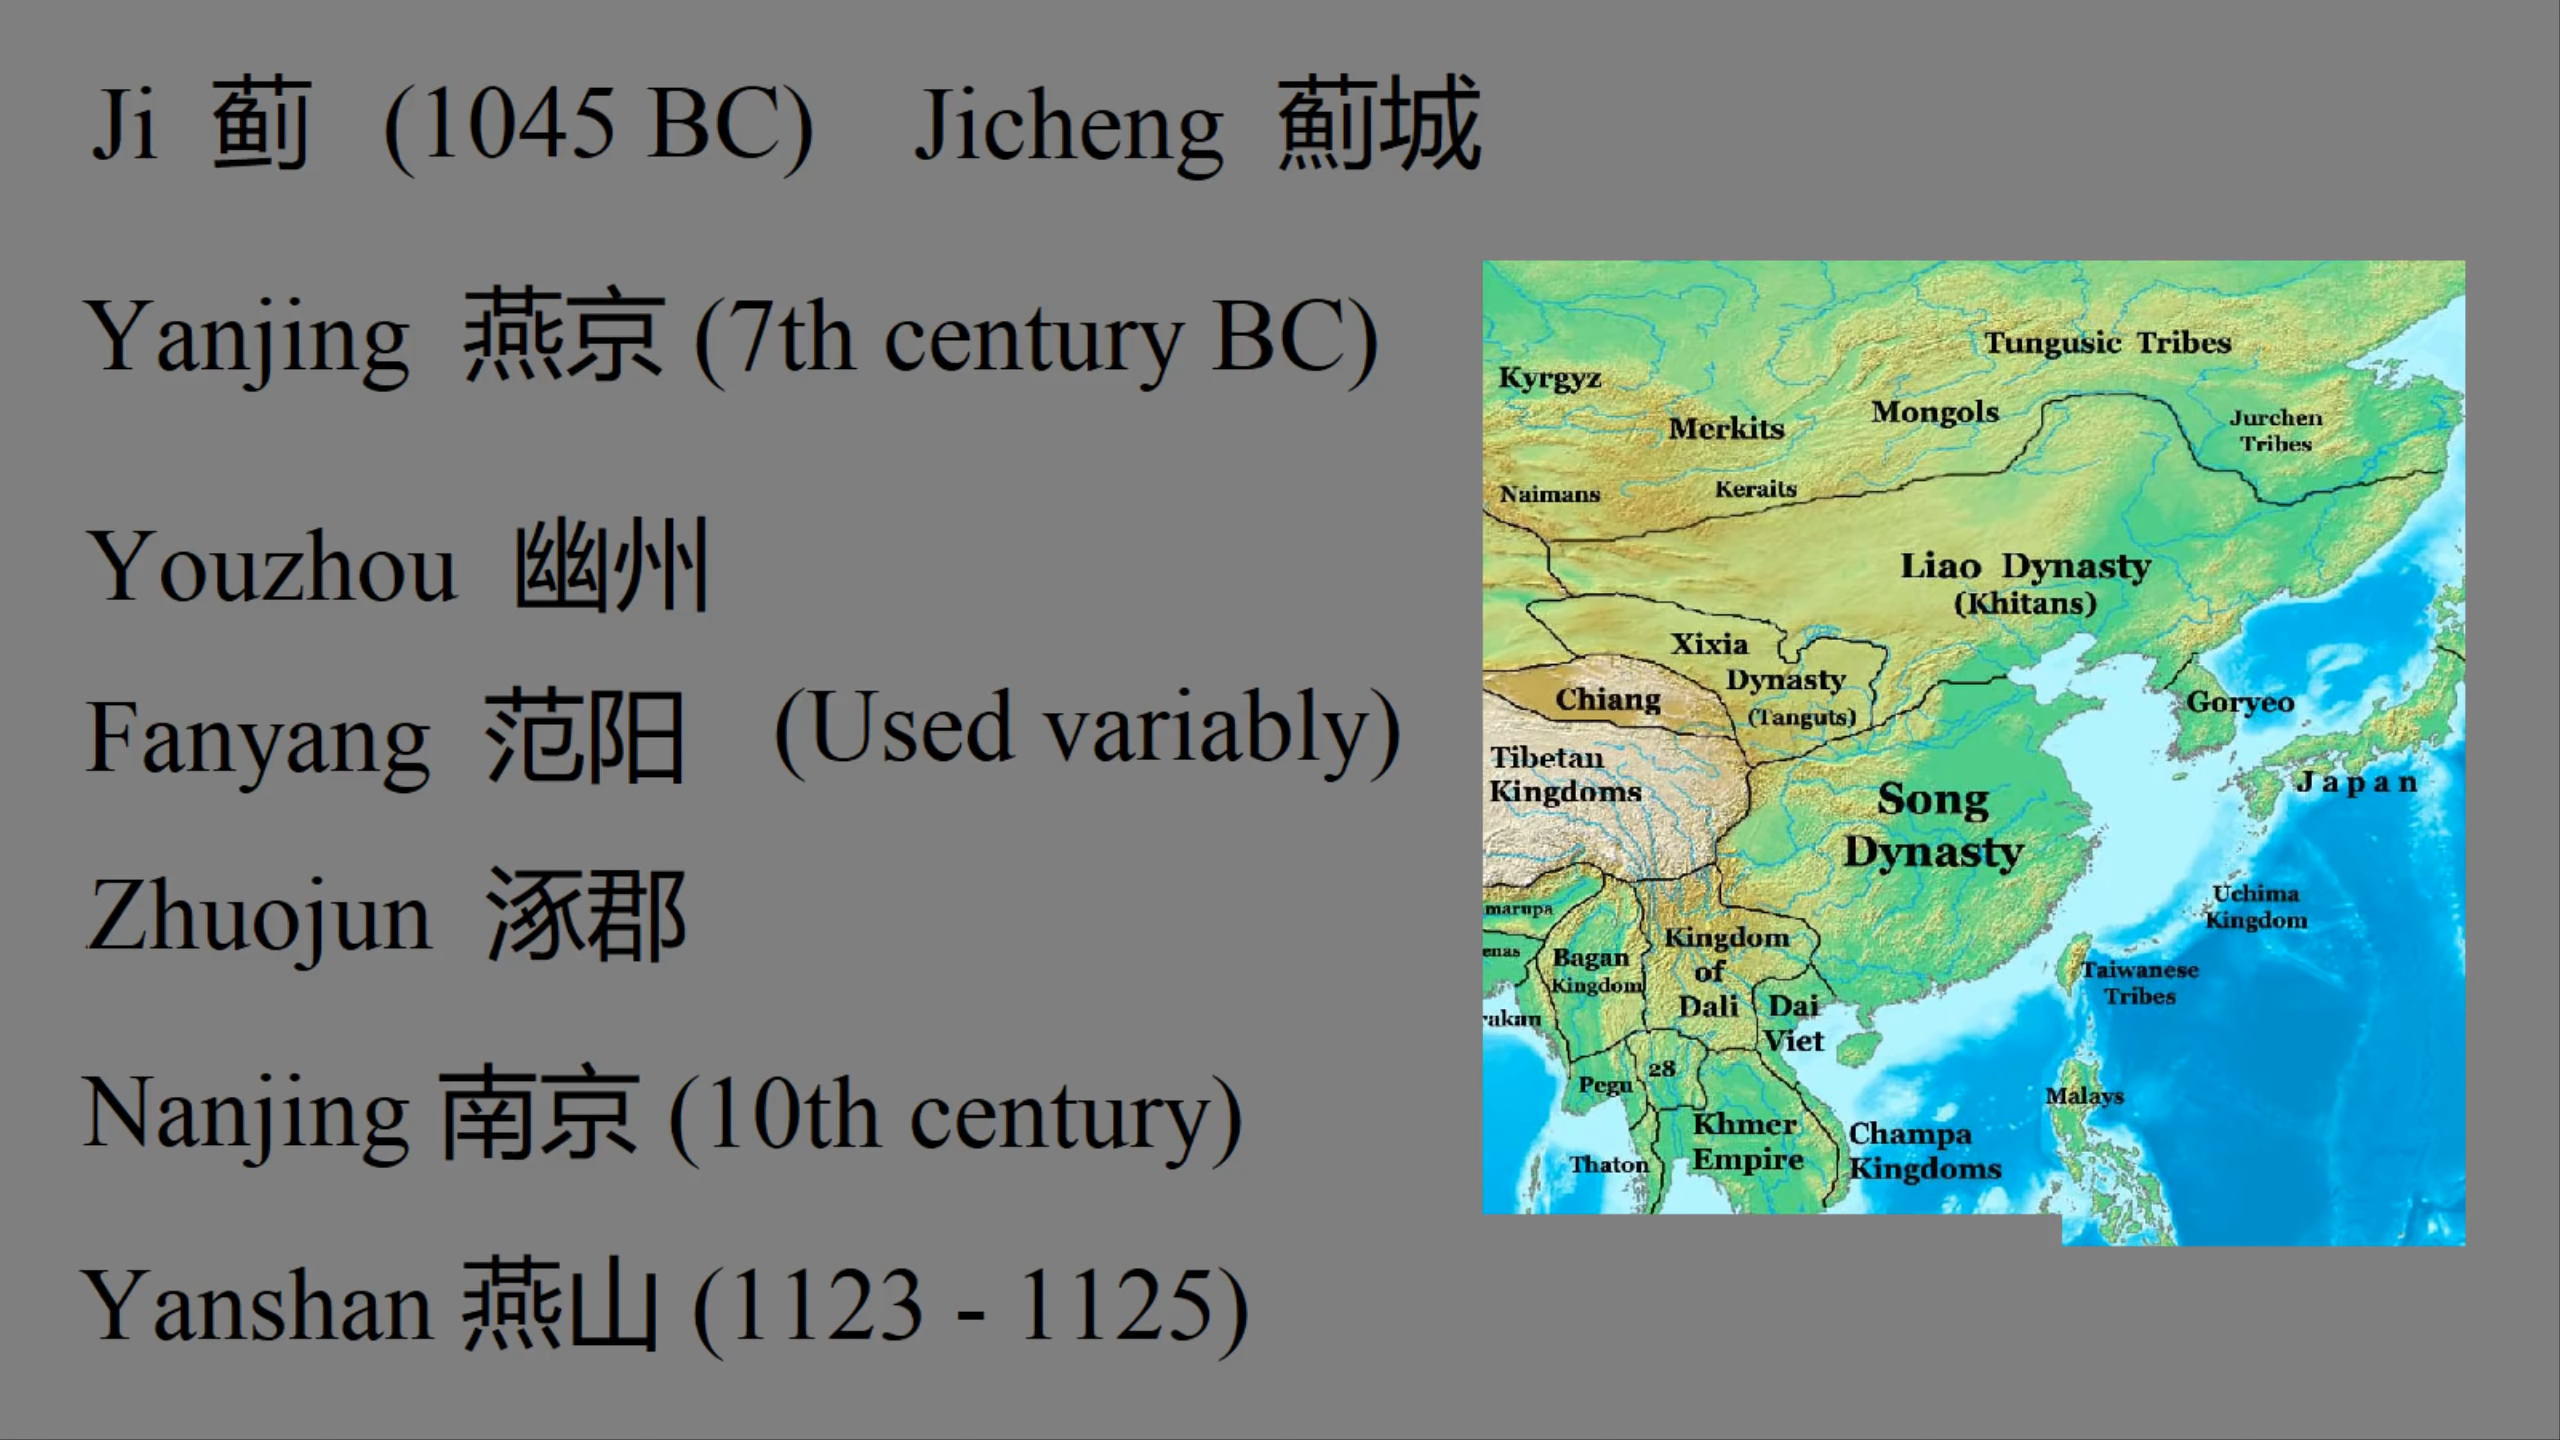 Ji 蓟 (1045 BC) Jicheng 薊城
Yanjing 燕京 (7th century BC)
Youzhou 幽州
Fanyang 范阳 (Used variably)
Zhuojun 涿郡
Nanjing 南京 (10th century)
Yanshan 燕山 (1123 - 1125)
Tungusic Tribes
Kyrgyz
Mongols
Merkits
Jurchen
Tribes
Naimans
Keraits
Liao Dynasty
(Khitans)
Xixia
Dynasty
(Tanguts)
Chiang
Goryeo
Tibetan
Kingdoms
Japan
Song
Dynasty
Uchima
Kingdom
marupa
enas
Kingdom
of
Dali
Bagan
Kingdom
Taiwanese
Tribes
Dai
Viet
rakan
28
Pegu
Malays
Khmer
Empire
Champa
Kingdoms
Thaton